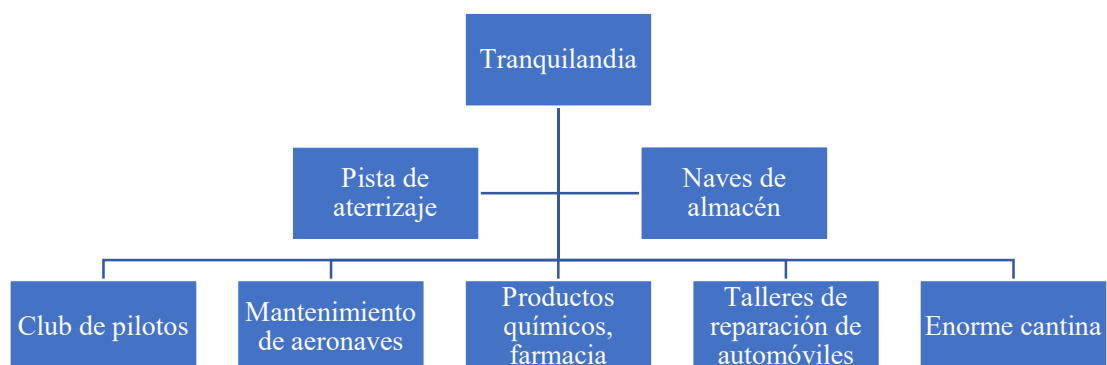 Tranquilandia
Pista de
aterrizaje
Naves de
almacén
Club de pilotos
Mantenimiento
de aeronaves
Productos
químicos,
farmacia
Talleres de
reparación de
automóviles
Enorme cantina